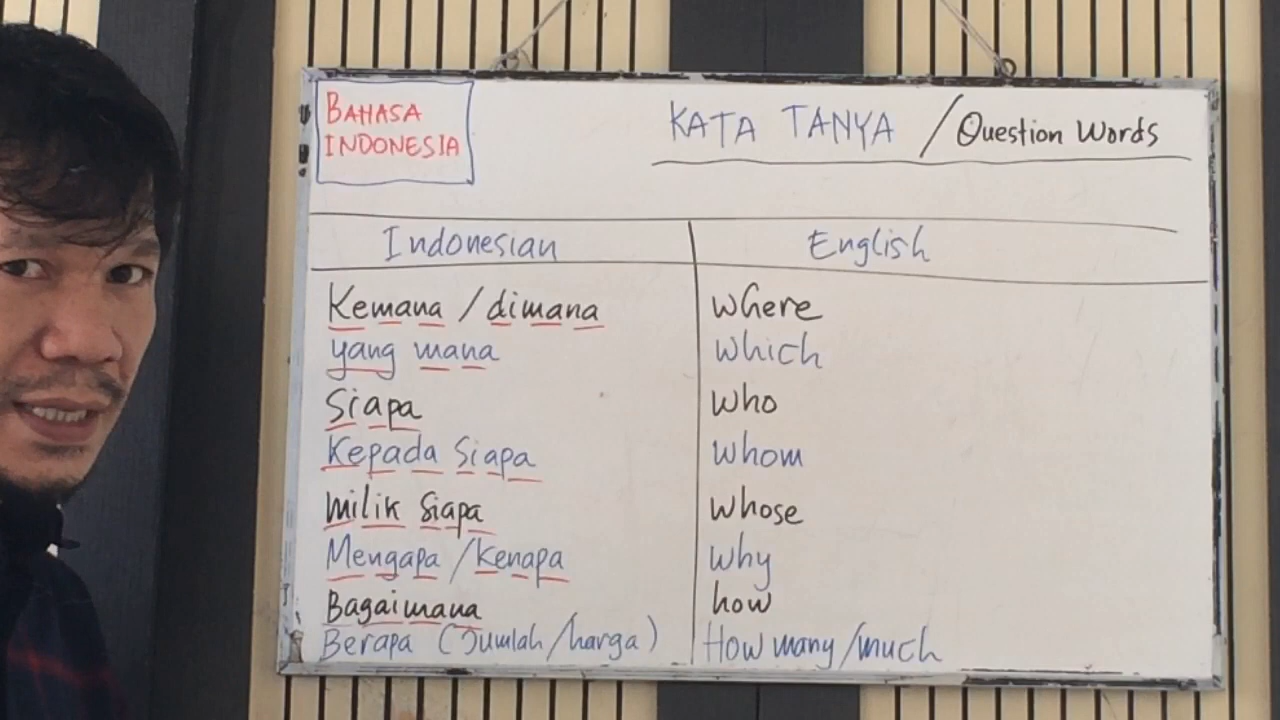 BAHASA
INDONESIA
KATA TANYA / Question Words
Indonesian English
Kemana / dimana where
yang mana which
Siapa who
Kepada Siapa whom
milik Siapa whose
Mengapa / Kenapa why
Bagaimana how
Berapa (Jumlah / harga) How many / much